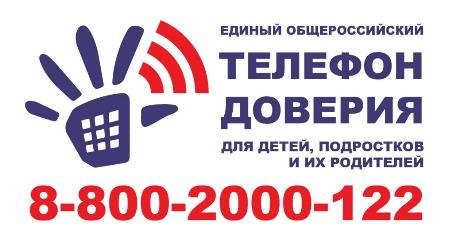 ЕДИНЫЙ ОБЩЕРОССИЙСКИЙ
ТЕЛЕФОН
ДОВЕРИЯ
ДЛЯ ДЕТЕЙ, ПОДРОСТКОВ
И ИХ РОДИТЕЛЕЙ
8-800-2000-122